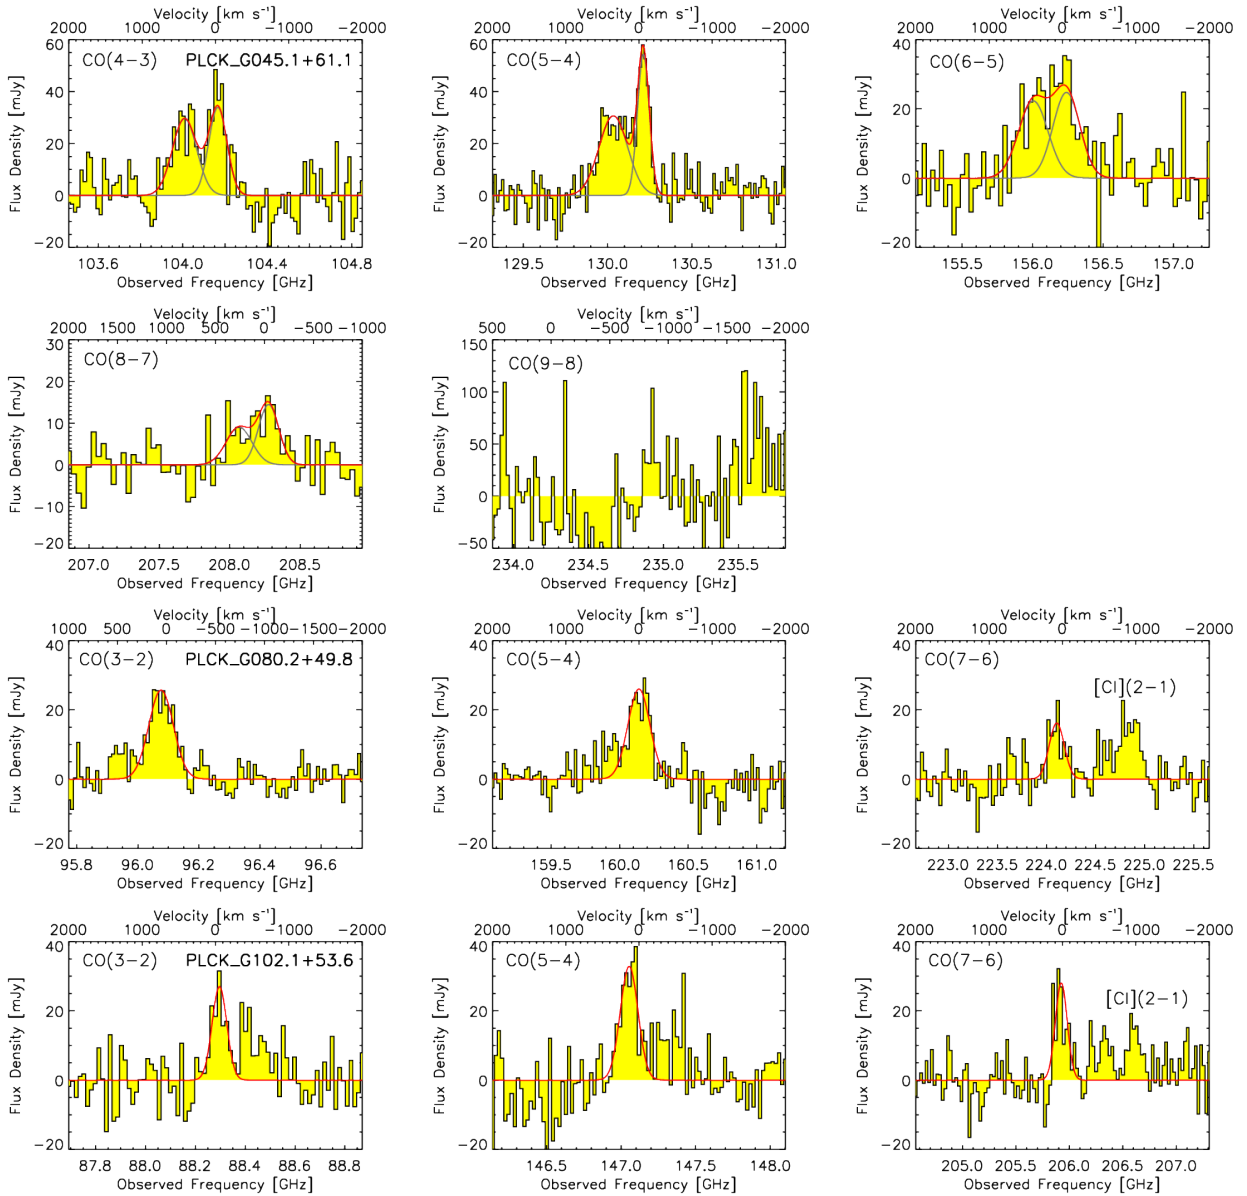 Velocity [km s⁻¹] Velocity [km s⁻¹] Velocity [km s⁻¹]
2000 1000 0 -1000 -2000 2000 1000 0 -1000 -2000 2000 1000 0 -1000 -2000
CO(4-3) PLCK_G045.1+61.1 CO(5-4) CO(6-5)
Flux Density [mJy] Flux Density [mJy] Flux Density [mJy]
60 40 20 0 -20 60 40 20 0 -20 40 20 0 -20
103.6 104.0 104.4 104.8 129.5 130.0 130.5 131.0 155.5 156.0 156.5 157.0
Observed Frequency [GHz] Observed Frequency [GHz] Observed Frequency [GHz]
Velocity [km s⁻¹] Velocity [km s⁻¹]
2000 1500 1000 500 0 -500 -1000 500 0 -500 -1000 -1500 -2000
CO(8-7) CO(9-8)
Flux Density [mJy] Flux Density [mJy]
30 20 10 0 -10 -20 150 100 50 0 -50
207.0 207.5 208.0 208.5 234.0 234.5 235.0 235.5
Observed Frequency [GHz] Observed Frequency [GHz]
Velocity [km s⁻¹] Velocity [km s⁻¹] Velocity [km s⁻¹]
1000 500 0 -500 -1000 -1500 -2000 2000 1000 0 -1000 -2000 2000 1000 0 -1000 -2000
CO(3-2) PLCK_G080.2+49.8 CO(5-4) CO(7-6)
[CI](2-1)
Flux Density [mJy] Flux Density [mJy] Flux Density [mJy]
40 20 0 -20 40 20 0 -20 40 20 0 -20
95.8 96.0 96.2 96.4 96.6 159.5 160.0 160.5 161.0 223.0 223.5 224.0 224.5 225.0 225.5
Observed Frequency [GHz] Observed Frequency [GHz] Observed Frequency [GHz]
Velocity [km s⁻¹] Velocity [km s⁻¹] Velocity [km s⁻¹]
2000 1000 0 -1000 -2000 2000 1000 0 -1000 -2000 2000 1000 0 -1000 -2000
CO(3-2) PLCK_G102.1+53.6 CO(5-4) CO(7-6)
[CI](2-1)
Flux Density [mJy] Flux Density [mJy] Flux Density [mJy]
40 20 0 -20 40 20 0 -20 40 20 0 -20
87.8 88.0 88.2 88.4 88.6 88.8 146.5 147.0 147.5 148.0 205.0 205.5 206.0 206.5 207.0
Observed Frequency [GHz] Observed Frequency [GHz] Observed Frequency [GHz]